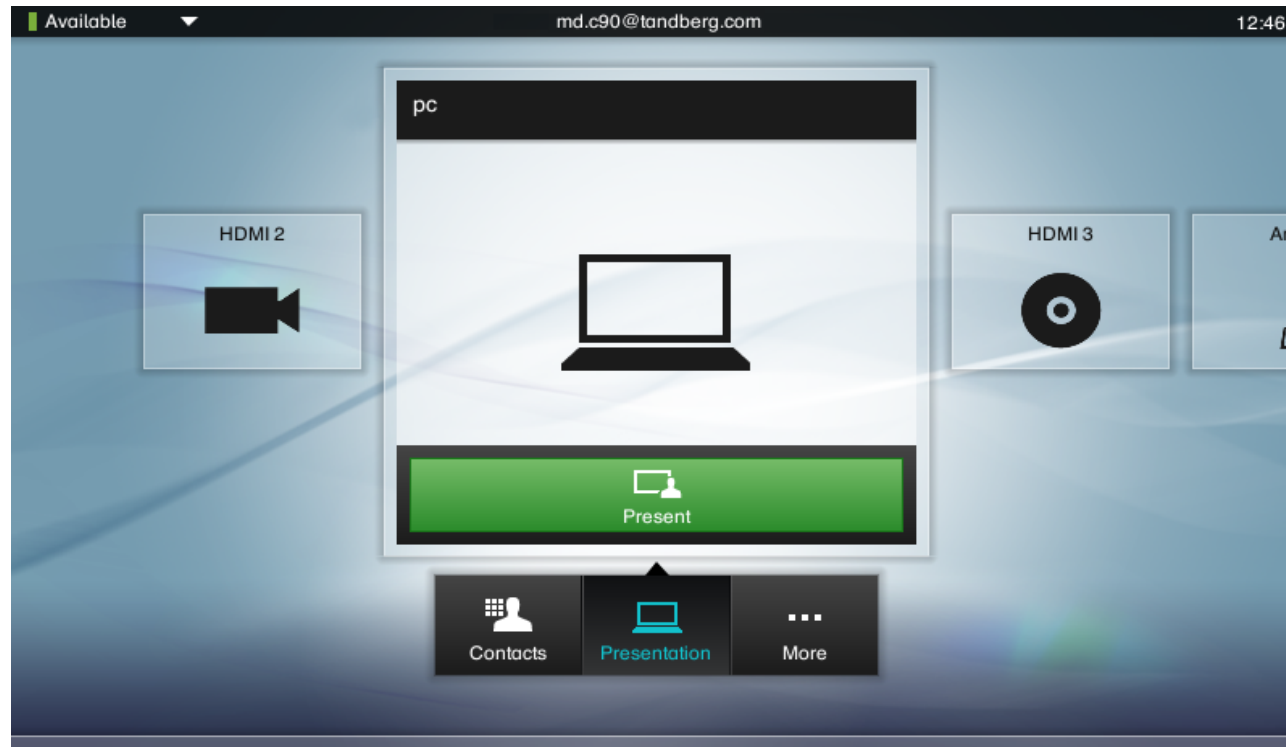 Available
md.c90@tandberg.com
12:46
pc
HDMI 2
HDMI 3
Present
Contacts
Presentation
More